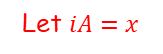 Let iA = x